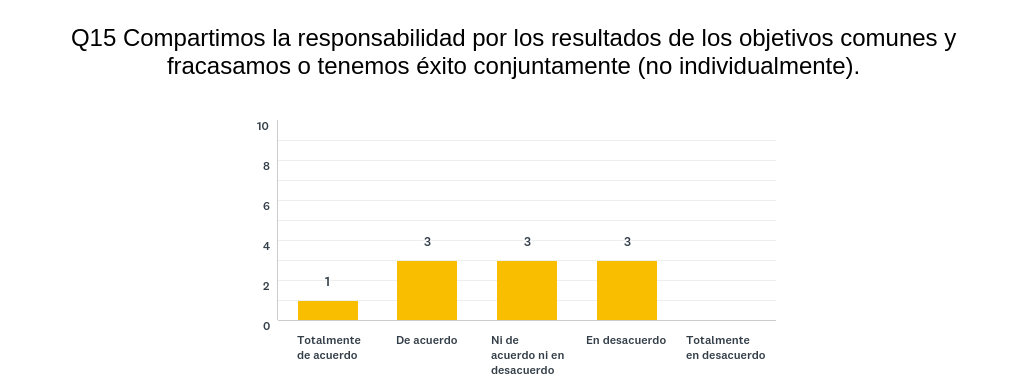 Q15 Compartimos la responsabilidad por los resultados de los objetivos comunes y
fracasamos o tenemos éxito conjuntamente (no individualmente).
10
8
6
4
2
0
1
3
3
3
Totalmente
de acuerdo
De acuerdo
Ni de
acuerdo ni en
desacuerdo
En desacuerdo
Totalmente
en desacuerdo